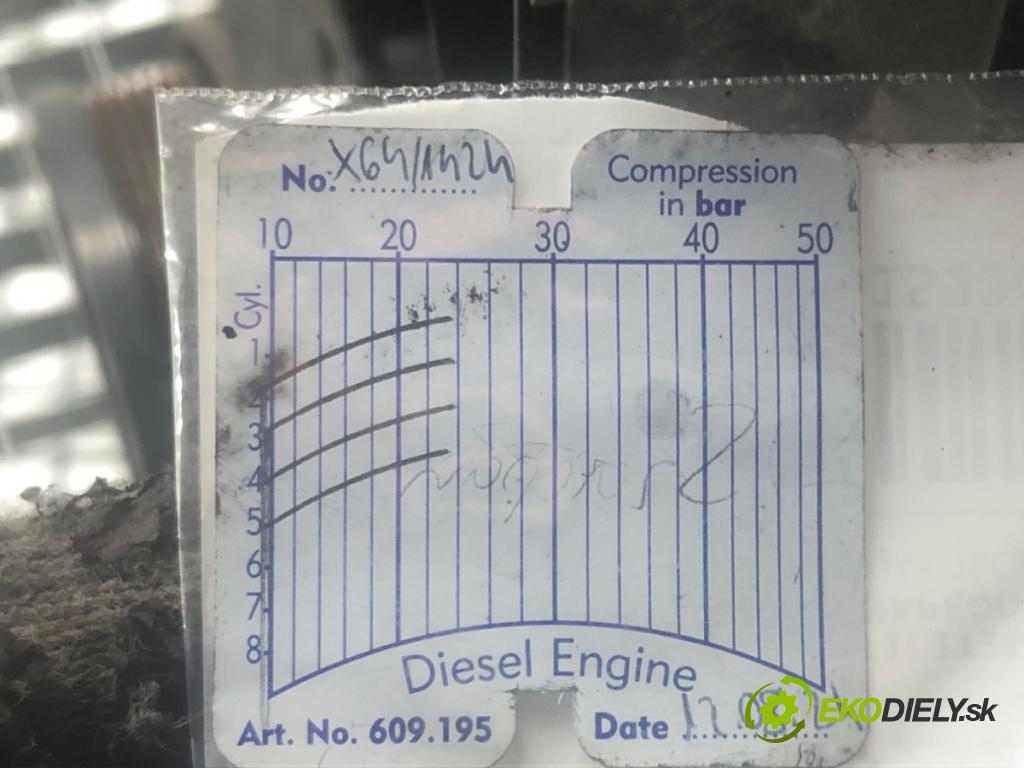 No. X64/1424
Compression
in bar
10 20 30 40 50
Cyl.
1
2
3
4
5
6
7
8
Diesel Engine
Art. No. 609.195
Date
EKODIELY.sk